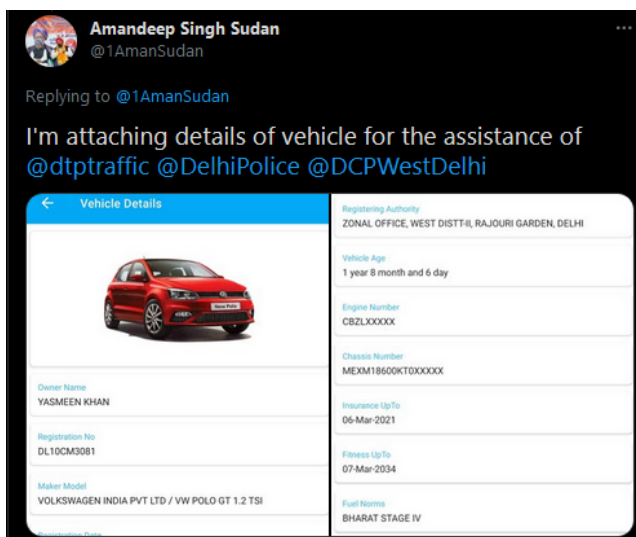 Amandeep Singh Sudan
@1AmanSudan
Replying to @1AmanSudan
I'm attaching details of vehicle for the assistance of
@dtptraffic @DelhiPolice @DCPWestDelhi
Vehicle Details
New Polo
Owner Name
YASMEEN KHAN
Registration No
DL10CM3081
Maker Model
VOLKSWAGEN INDIA PVT LTD / VW POLO GT 1.2 TSI
Registration Date
Registering Authority
ZONAL OFFICE, WEST DISTT-II, RAJOURI GARDEN, DELHI
Vehicle Age
1 year 8 month and 6 day
Engine Number
CBZLXXXXX
Chassis Number
MEXM18600KT0XXXXX
Insurance UpTo
06-Mar-2021
Fitness UpTo
07-Mar-2034
Fuel Norms
BHARAT STAGE IV